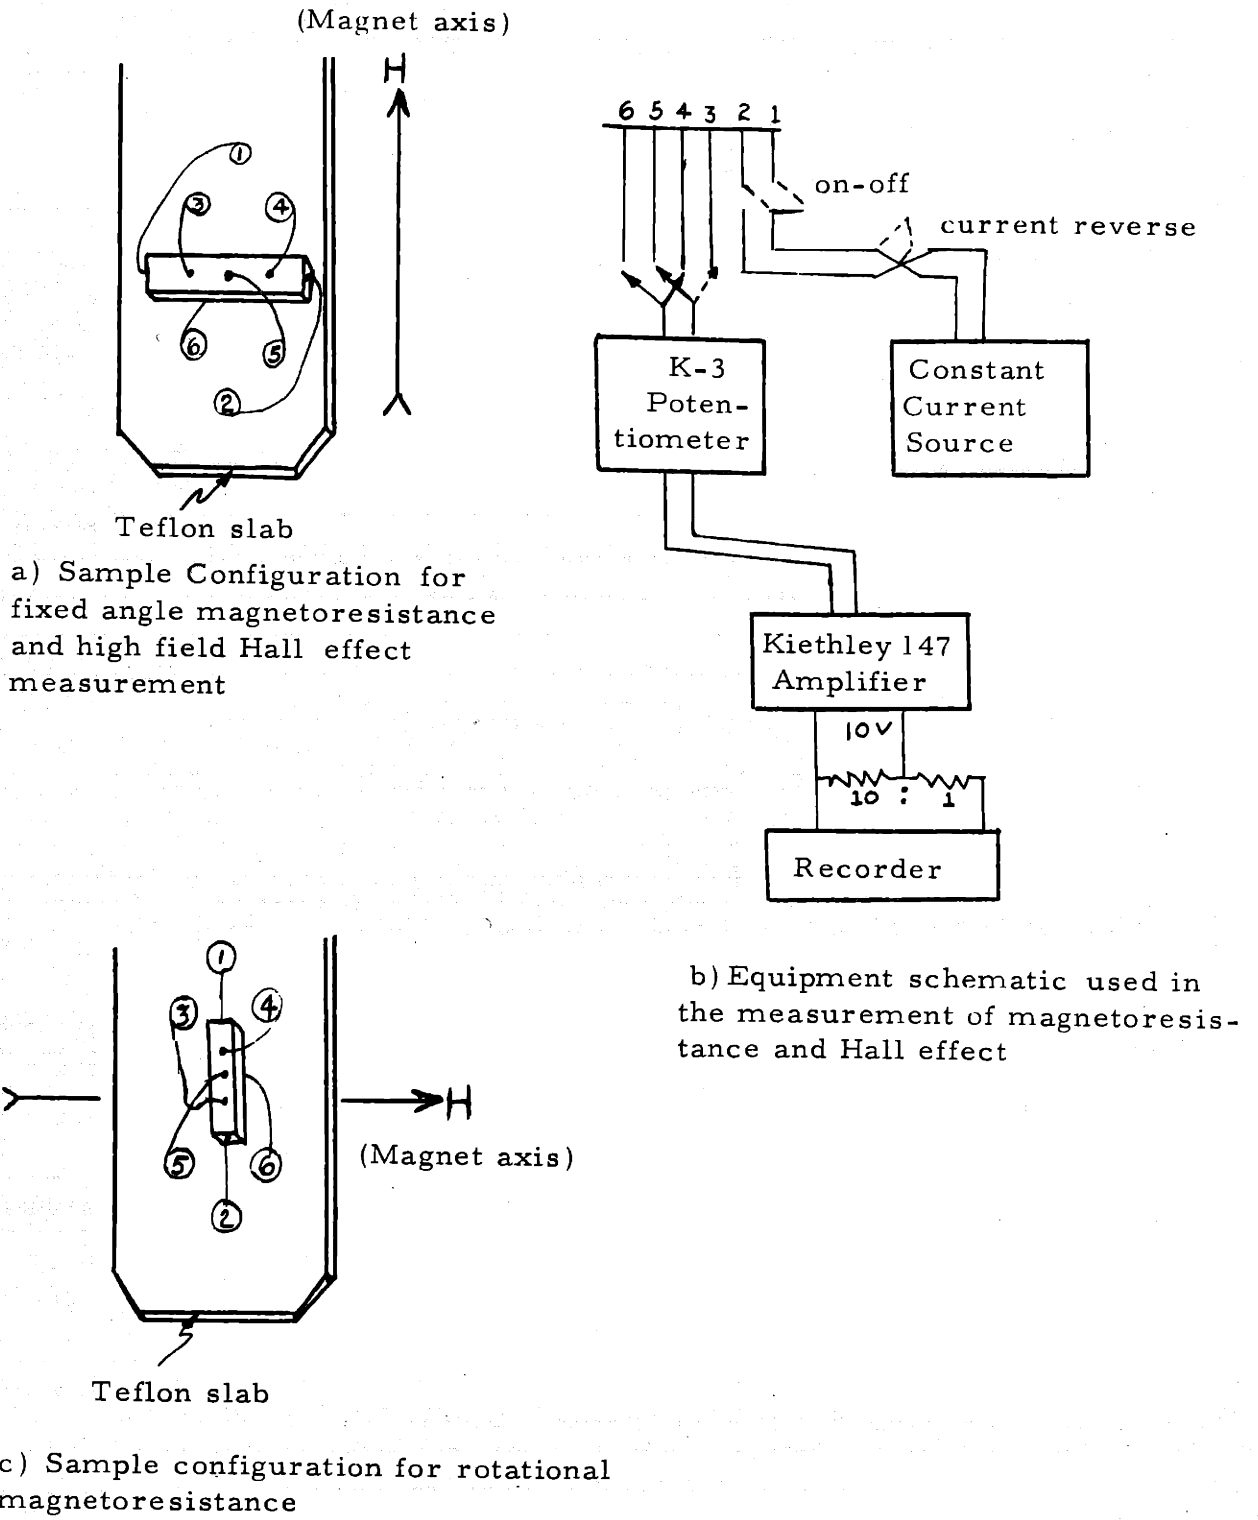 (Magnet axis)
H
1
3 4
6 5
2
Teflon slab
a) Sample Configuration for
fixed angle magnetoresistance
and high field Hall effect
measurement
6 5 4 3 2 1
on-off
current reverse
K-3
Poten-
tiometer
Constant
Current
Source
Kiethley 147
Amplifier
10V
10 : 1
Recorder
b) Equipment schematic used in
the measurement of magnetoresis-
tance and Hall effect
1
3 4
5 6
2
H
(Magnet axis)
Teflon slab
c) Sample configuration for rotational
magnetoresistance